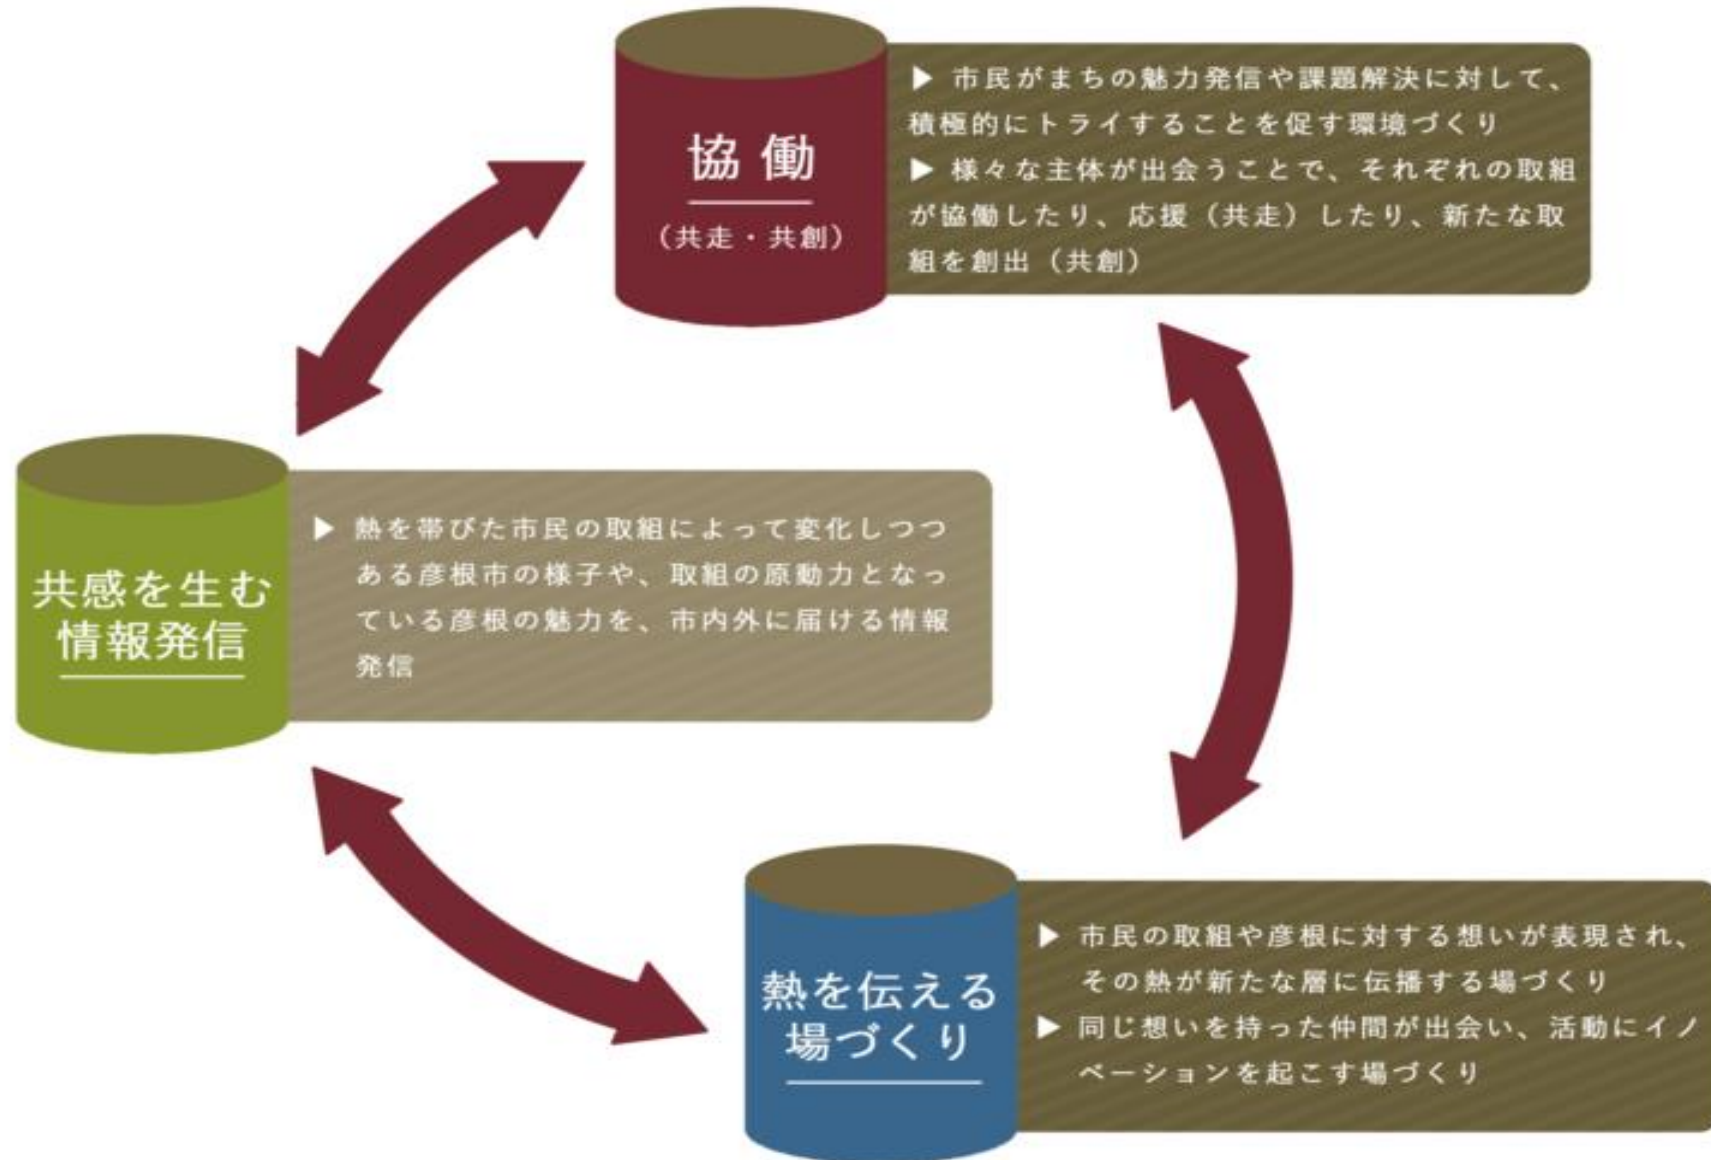 協働
（共走・共創）
▶ 市民がまちの魅力発信や課題解決に対して、
積極的にトライすることを促す環境づくり
▶ 様々な主体が出会うことで、それぞれの取組
が協働したり、応援（共走）したり、新たな取
組を創出（共創）
共感を生む
情報発信
▶ 熱を帯びた市民の取組によって変化しつつ
ある彦根市の様子や、取組の原動力となっ
ている彦根の魅力を、市内外に届ける情報
発信
熱を伝える
場づくり
▶ 市民の取組や彦根に対する想いが表現され、
その熱が新たな層に伝播する場づくり
▶ 同じ想いを持った仲間が出会い、活動にイノ
ベーションを起こす場づくり